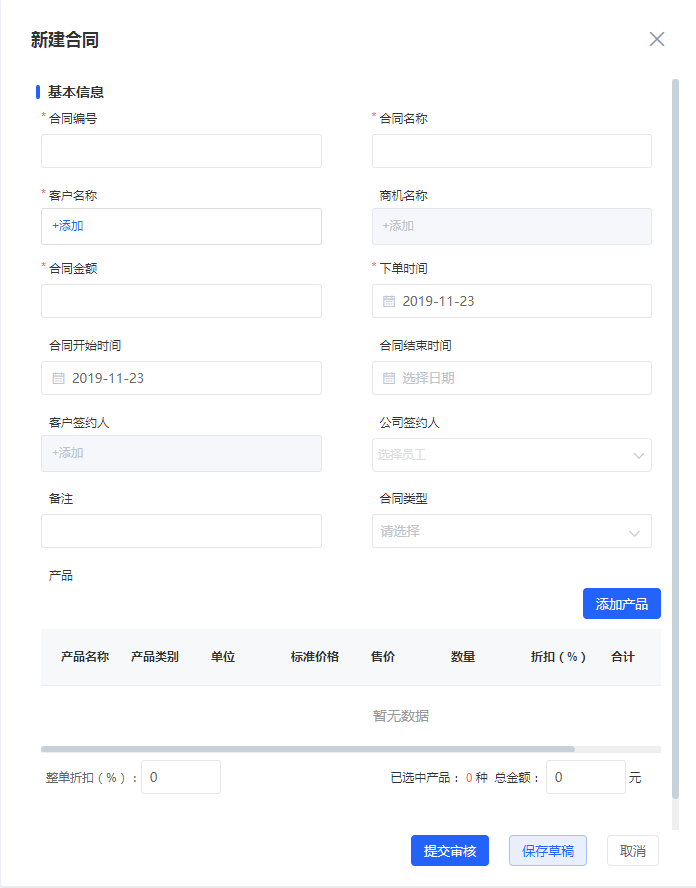 新建合同
基本信息
* 合同编号 * 合同名称
* 客户名称 商机名称
+添加 +添加
* 合同金额 * 下单时间
2019-11-23
合同开始时间 合同结束时间
2019-11-23 选择日期
客户签约人 公司签约人
+添加 选择员工
备注 合同类型
请选择
产品
添加产品
产品名称 产品类别 单位 标准价格 售价 数量 折扣（%） 合计
暂无数据
整单折扣（%）： 0 已选中产品： 0 种 总金额： 0 元
提交审核 保存草稿 取消